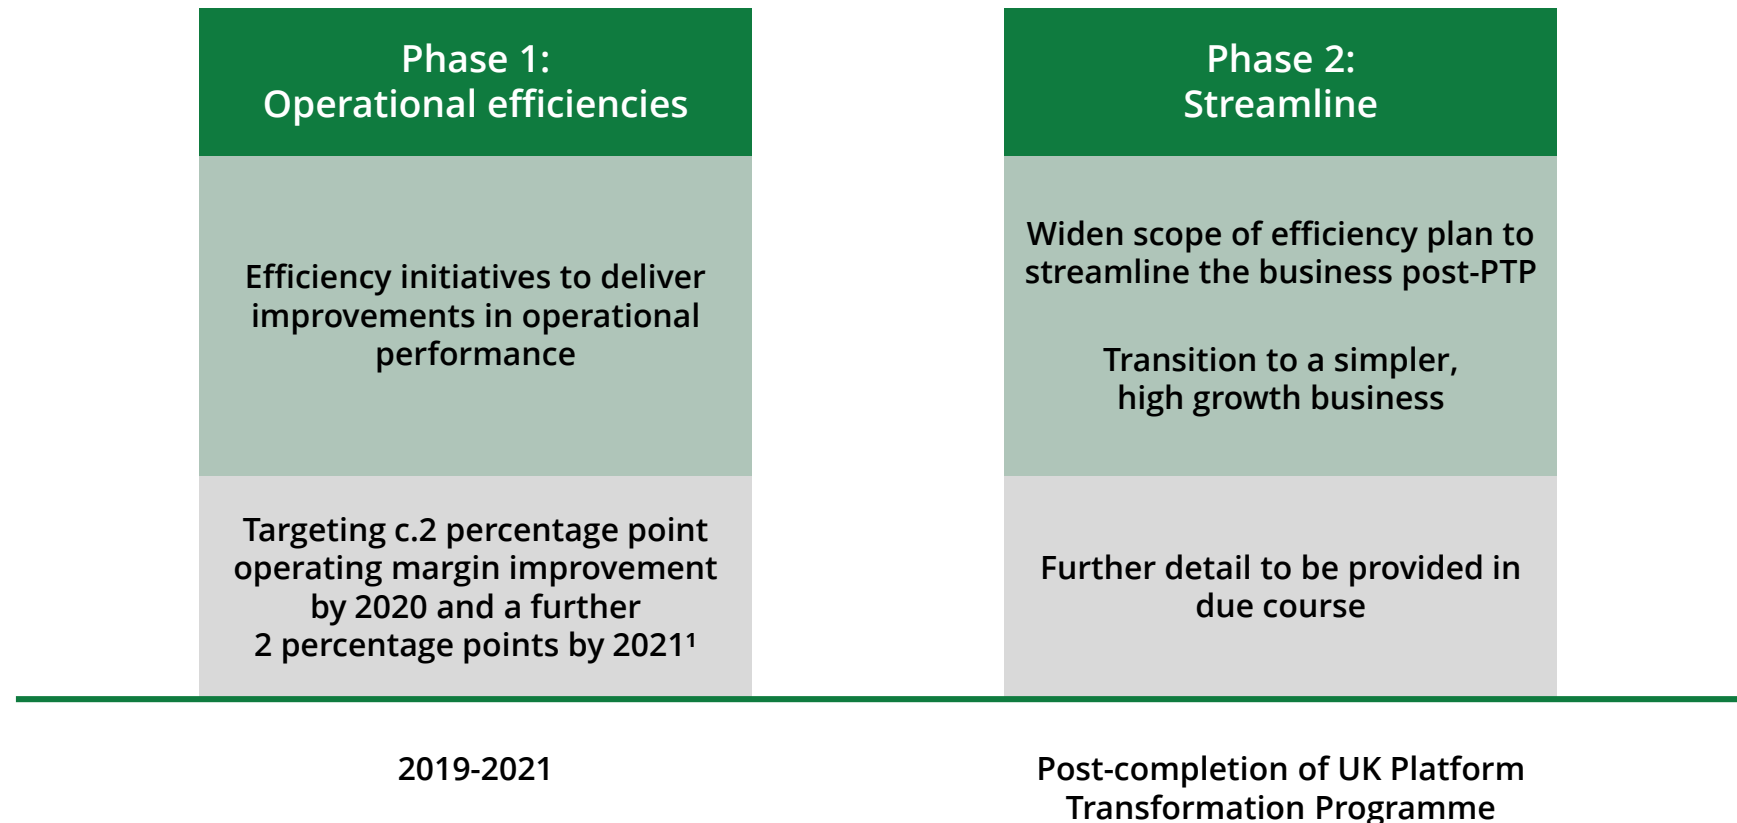 Phase 1:
Operational efficiencies
Efficiency initiatives to deliver
improvements in operational
performance
Targeting c.2 percentage point
operating margin improvement
by 2020 and a further
2 percentage points by 2021¹
2019-2021
Phase 2:
Streamline
Widen scope of efficiency plan to
streamline the business post-PTP
Transition to a simpler,
high growth business
Further detail to be provided in
due course
Post-completion of UK Platform
Transformation Programme